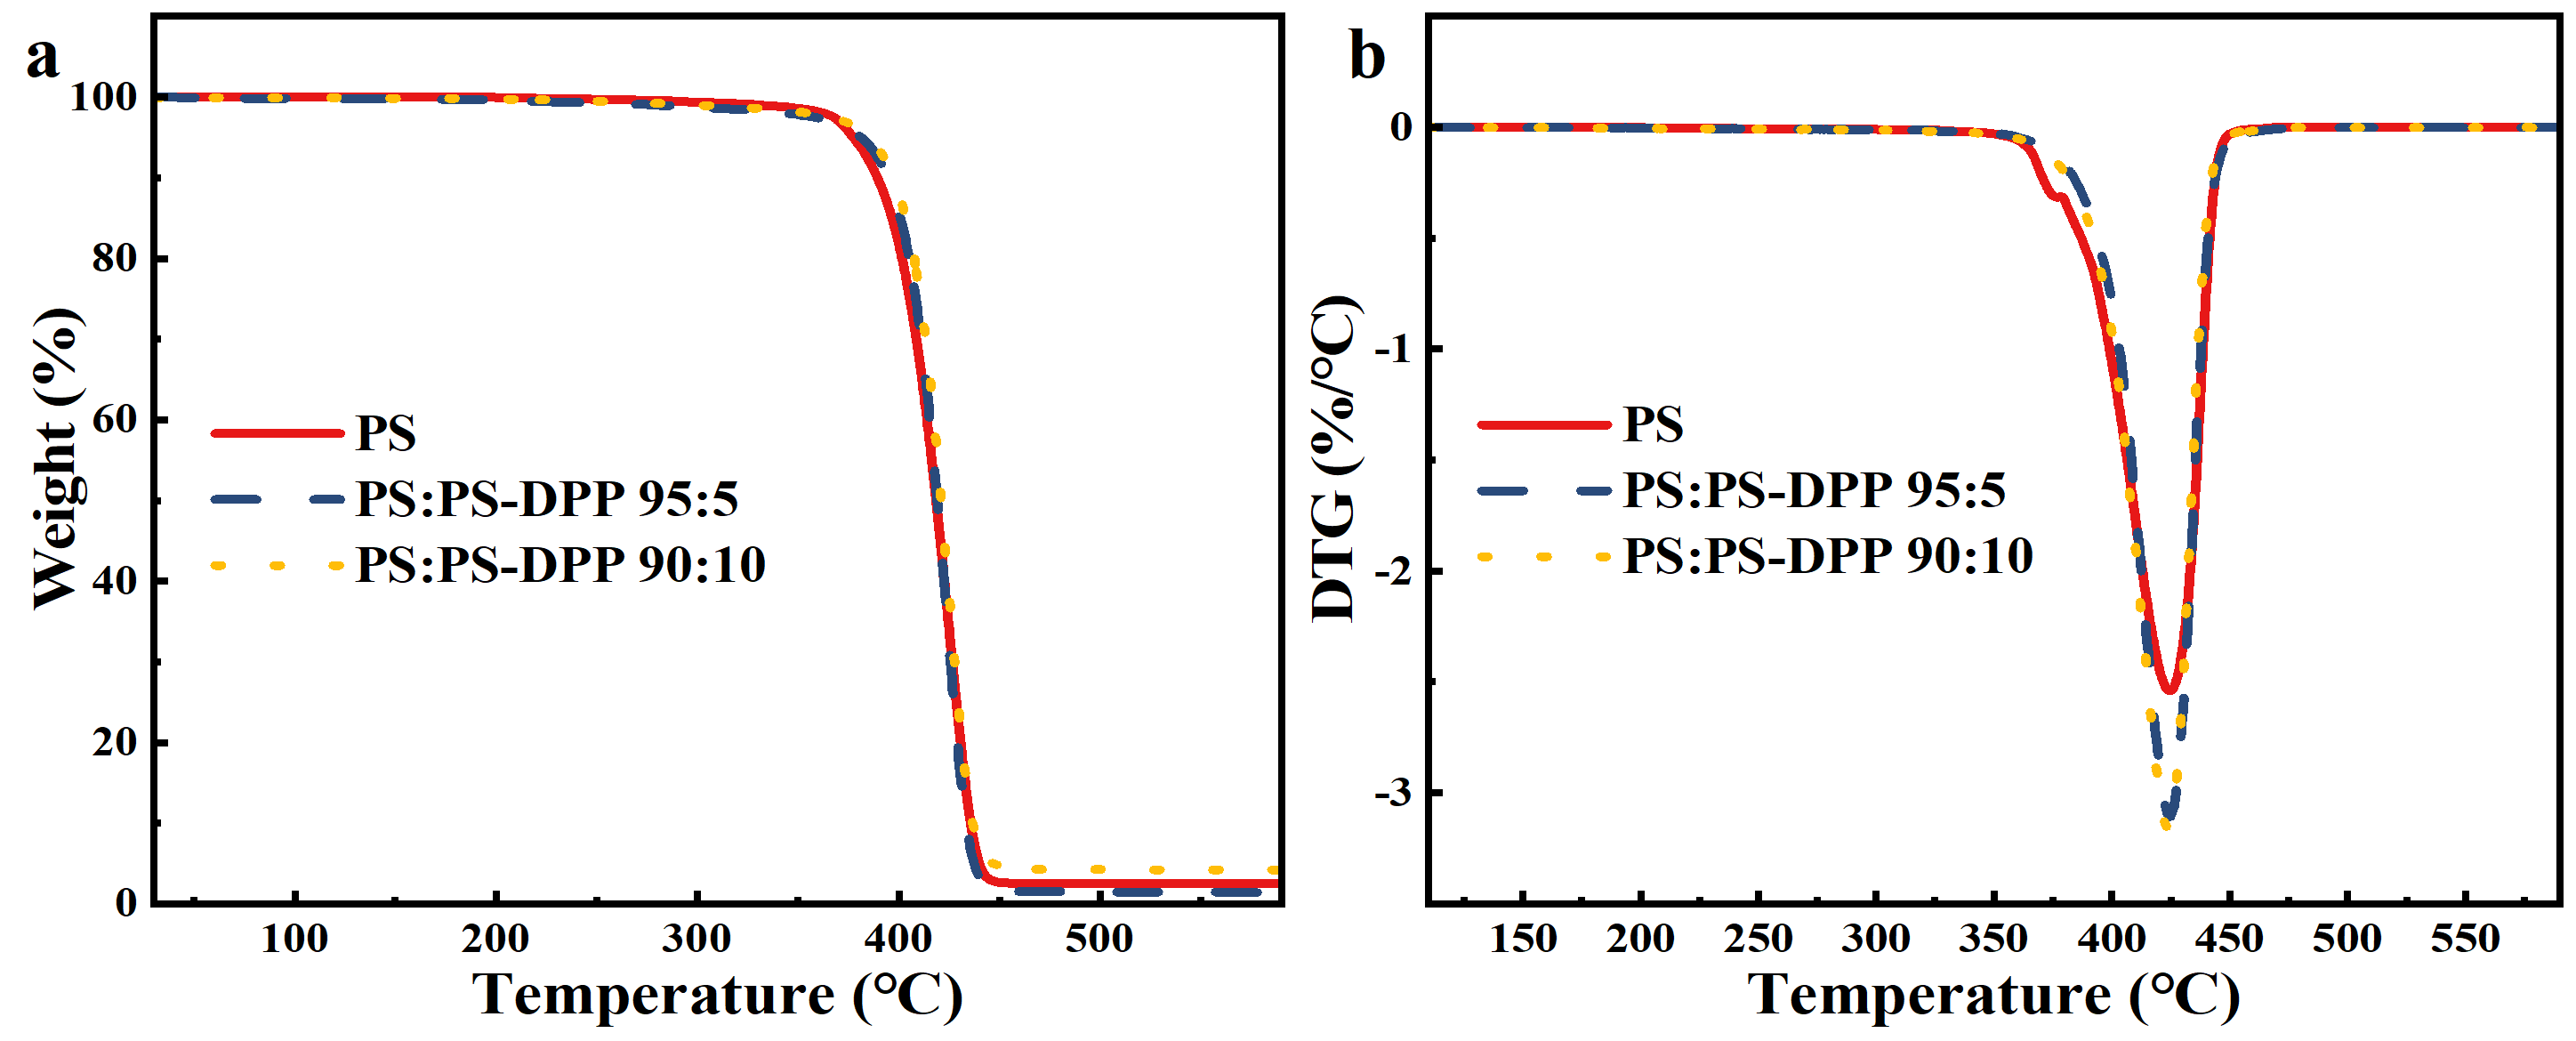 a
Weight (%)
100
80
60
40
20
0
PS
PS:PS-DPP 95:5
PS:PS-DPP 90:10
100 200 300 400 500
Temperature (°C)
b
DTG (%/°C)
0
-1
-2
-3
PS
PS:PS-DPP 95:5
PS:PS-DPP 90:10
150 200 250 300 350 400 450 500 550
Temperature (°C)